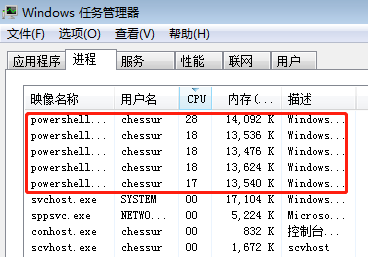 Windows 任务管理器
文件(F) 选项(O) 查看(V) 帮助(H)
应用程序 进程 服务 性能 联网 用户
映像名称 用户名 CPU 内存(... 描述
powershell... chessur 28 14,092 K Windows...
powershell... chessur 18 13,536 K Windows...
powershell... chessur 18 13,476 K Windows...
powershell... chessur 18 13,624 K Windows...
powershell... chessur 17 13,540 K Windows...
svchost.exe SYSTEM 00 17,104 K Windows...
sppsvc.exe NETWO... 00 5,224 K Microso...
conhost.exe chessur 00 832 K 控制台...
scvhost.exe chessur 00 1,672 K scvhost